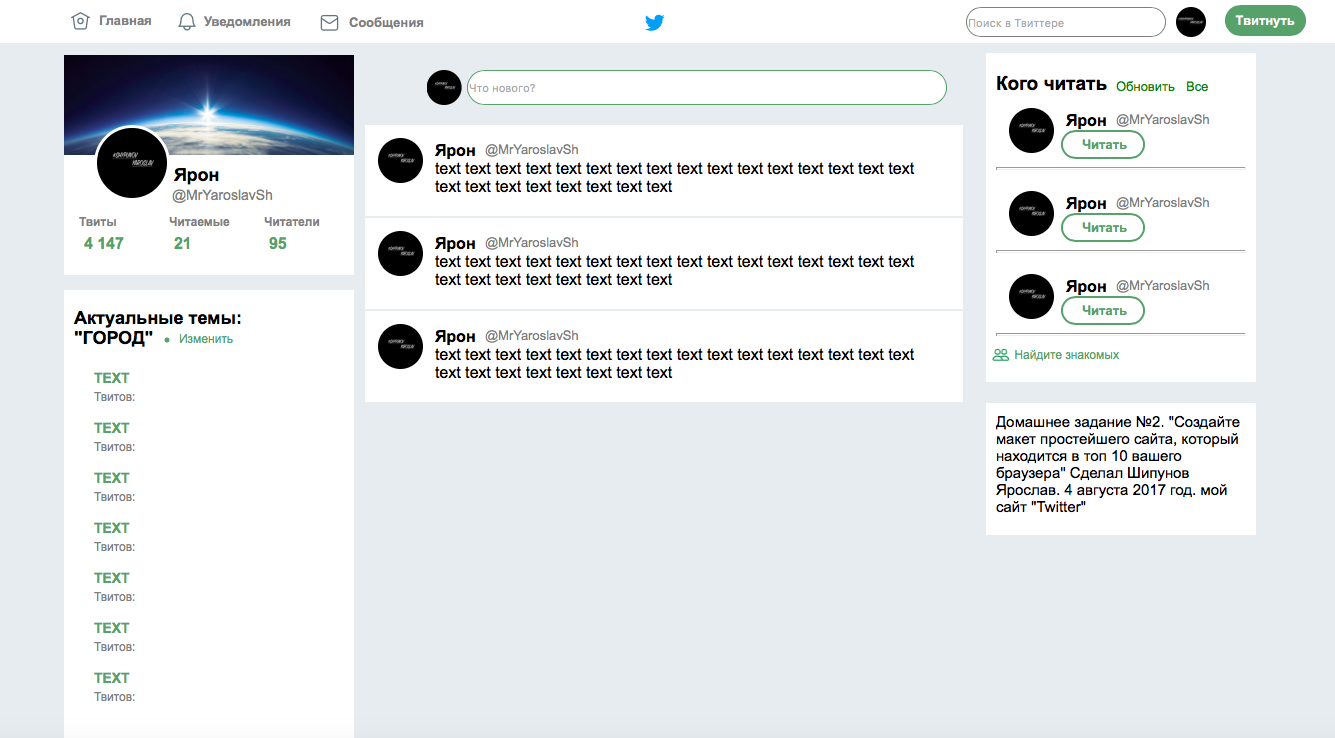 Главная
Уведомления
Сообщения
Поиск в Твиттере
Твитнуть
Ярон
@MrYaroslavSh
Твиты Читаемые Читатели
4 147 21 95
Актуальные темы:
"ГОРОД" • Изменить
TEXT
Твитов:
TEXT
Твитов:
TEXT
Твитов:
TEXT
Твитов:
TEXT
Твитов:
TEXT
Твитов:
TEXT
Твитов:
Что нового?
Ярон @MrYaroslavSh
text text text text text text text text text text text text text text text text
text text text text text text text text
Ярон @MrYaroslavSh
text text text text text text text text text text text text text text text text
text text text text text text text text
Ярон @MrYaroslavSh
text text text text text text text text text text text text text text text text
text text text text text text text text
Кого читать Обновить Все
Ярон @MrYaroslavSh
Читать
Ярон @MrYaroslavSh
Читать
Ярон @MrYaroslavSh
Читать
Найдите знакомых
Домашнее задание №2. "Создайте
макет простейшего сайта, который
находится в топ 10 вашего
браузера" Сделал Шипунов
Ярослав. 4 августа 2017 год. мой
сайт "Twitter"